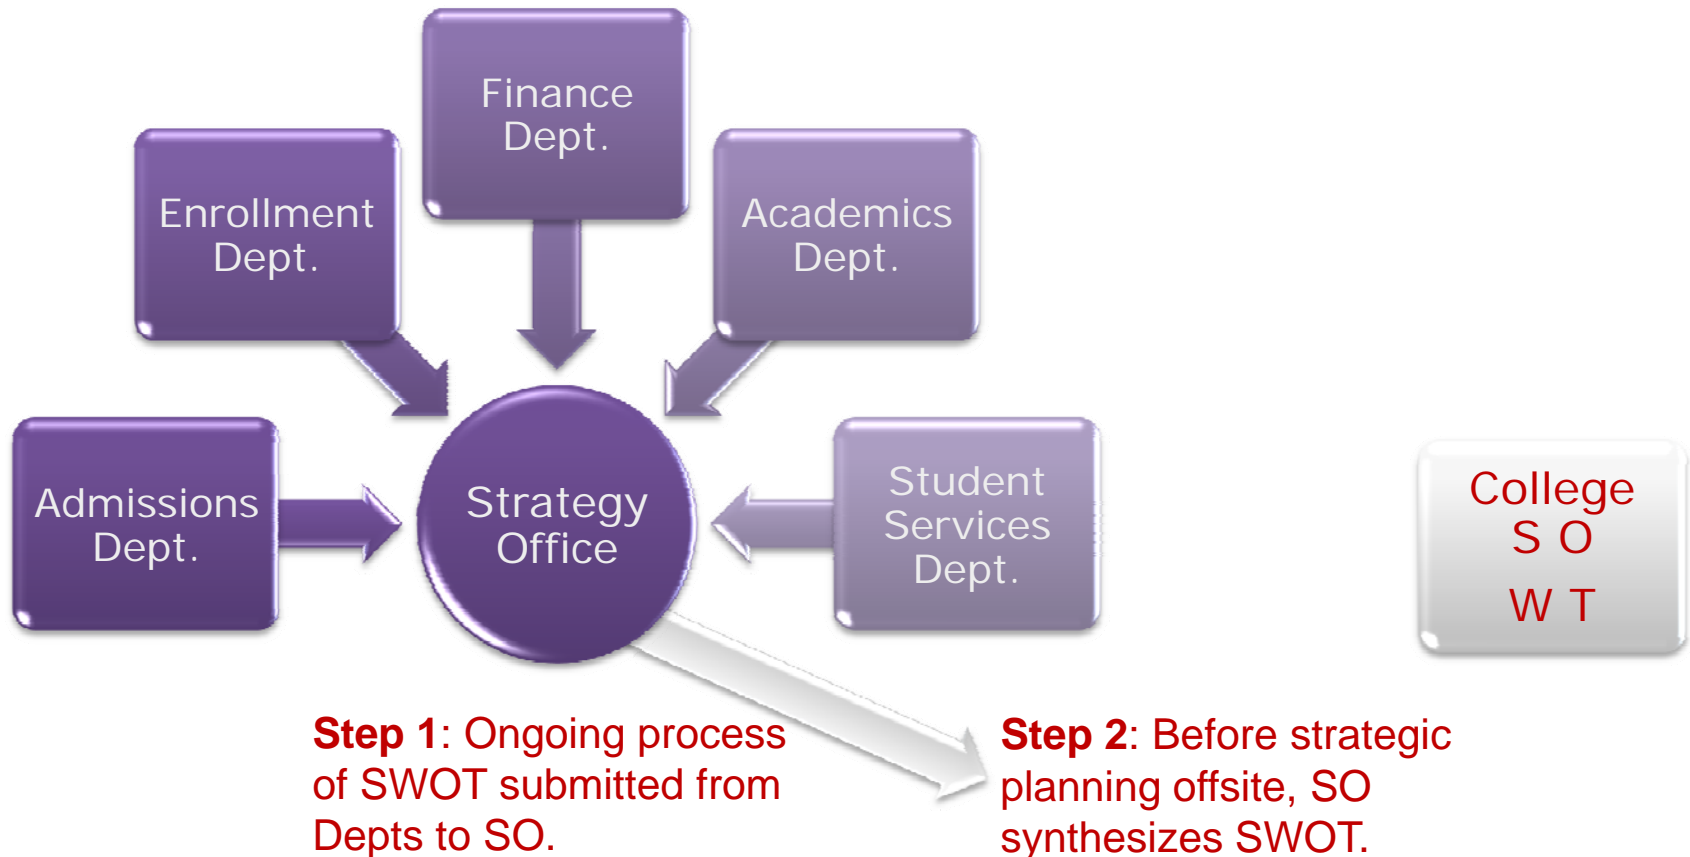 Finance
Dept.
Enrollment
Dept.
Academics
Dept.
Admissions
Dept.
Strategy
Office
Student
Services
Dept.
College
S O
W T
Step 1: Ongoing process
of SWOT submitted from
Depts to SO.
Step 2: Before strategic
planning offsite, SO
synthesizes SWOT.